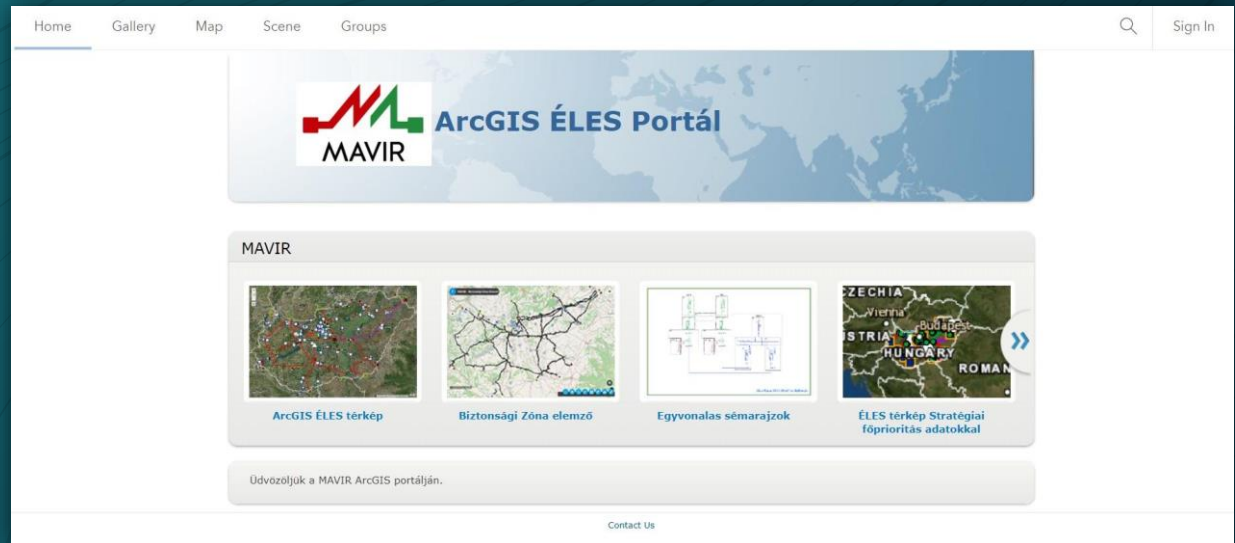 Home Gallery Map Scene Groups Sign In
MAVIR
ArcGIS ÉLES Portál
MAVIR
CZECHIA
Vienna
Budapest
STRIA
HUNGARY
ROMAN
ArcGIS ÉLES térkép
Biztonsági Zóna elemző
Egyvonalas sémarajzok
ÉLES térkép Stratégiai
főprioritás adatokkal
Üdvözöljük a MAVIR ArcGIS portálján.
Contact Us